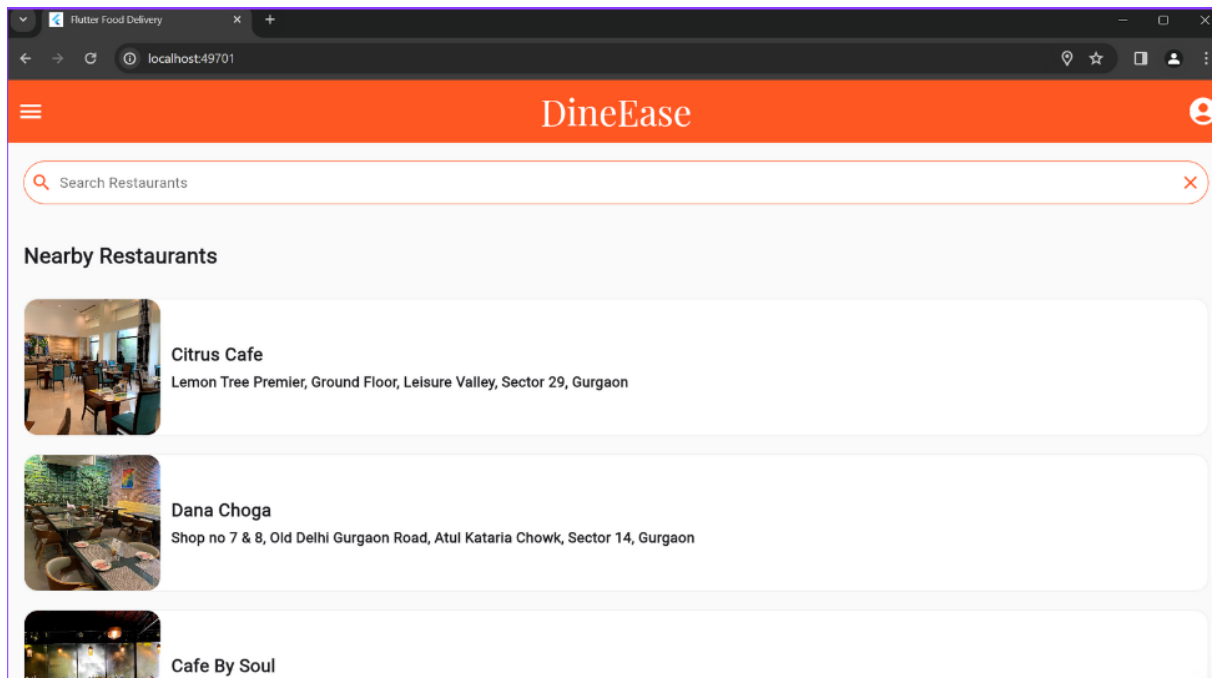 Flutter Food Delivery
localhost:49701
DineEase
Search Restaurants
Nearby Restaurants
Citrus Cafe
Lemon Tree Premier, Ground Floor, Leisure Valley, Sector 29, Gurgaon
Dana Choga
Shop no 7 & 8, Old Delhi Gurgaon Road, Atul Kataria Chowk, Sector 14, Gurgaon
Cafe By Soul